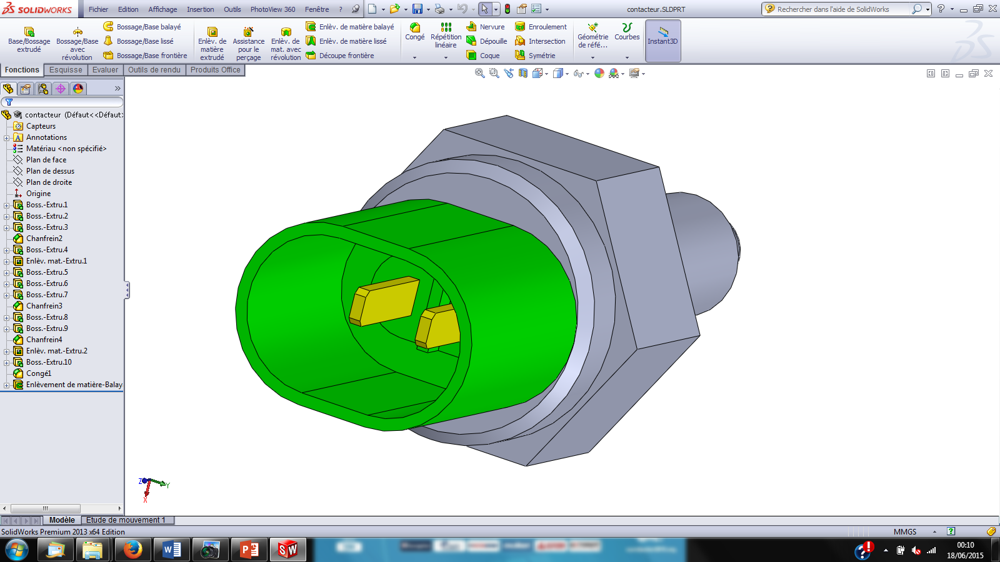 SOLIDWORKS Fichier Edition Affichage Insertion Outils PhotoView 360 Fenêtre ? contacteur.SLDPRT Rechercher dans l'aide de SolidWorks
Base/Bossage extrudé
Bossage/Base avec révolution
Bossage/Base balayé
Bossage/Base lissé
Bossage/Base frontière
Enlèv. de matière extrudé
Assistance pour le perçage
Enlèv. de mat. avec révolution
Enlèv. de matière balayé
Enlèv. de matière lissé
Découpe frontière
Congé
Répétition linéaire
Nervure
Dépouille
Coque
Enroulement
Intersection
Symétrie
Géométrie de réfé...
Courbes
Instant3D
Fonctions Esquisse Evaluer Outils de rendu Produits Office
contacteur (Défaut<<Défaut>
Capteurs
Annotations
Matériau <non spécifié>
Plan de face
Plan de dessus
Plan de droite
Origine
Boss.-Extru.1
Boss.-Extru.2
Boss.-Extru.3
Chanfrein2
Boss.-Extru.4
Enlèv. mat.-Extru.1
Boss.-Extru.5
Boss.-Extru.6
Boss.-Extru.7
Chanfrein3
Boss.-Extru.8
Boss.-Extru.9
Chanfrein4
Enlèv. mat.-Extru.2
Boss.-Extru.10
Congé1
Enlèvement de matière-Balay
Z Y
X
Modèle Etude de mouvement 1
SolidWorks Premium 2013 x64 Edition MMGS
00:10
18/06/2015